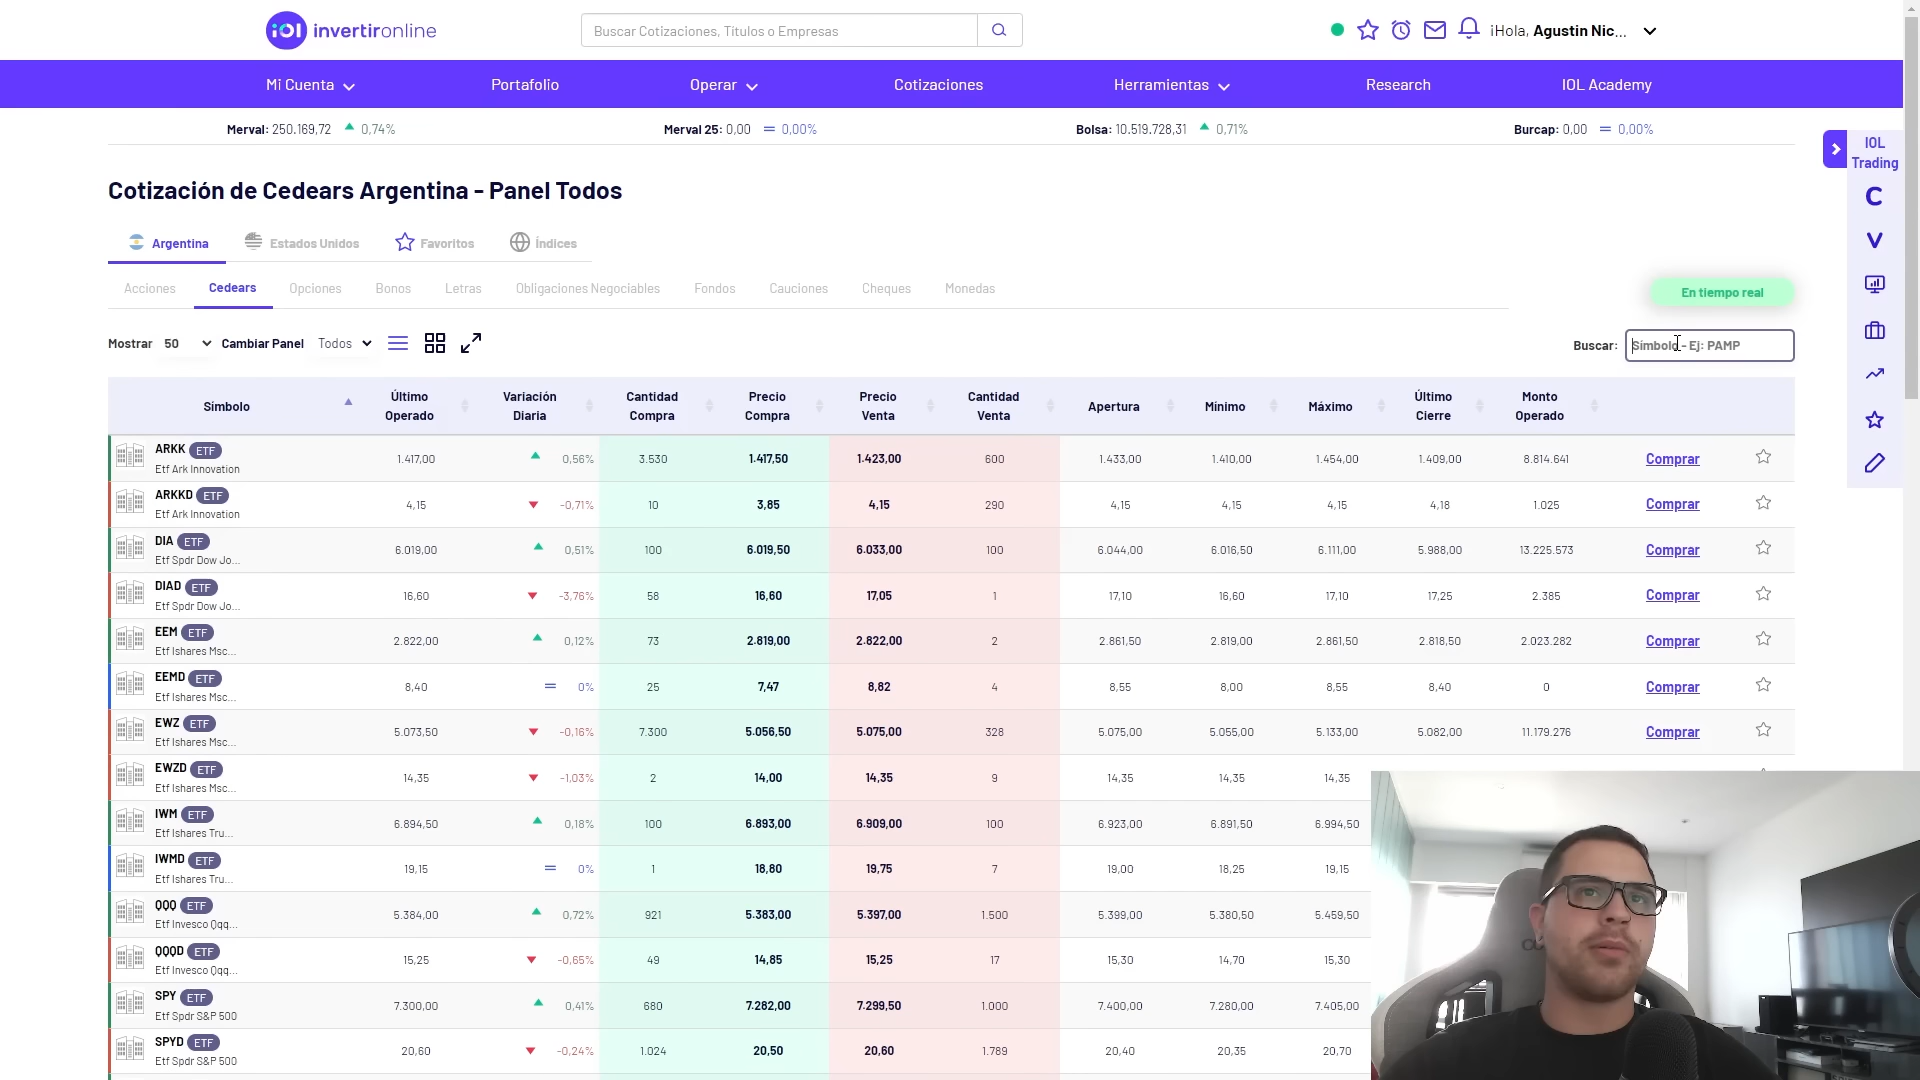 iol invertironline
Buscar Cotizaciones, Títulos o Empresas
¡Hola, Agustin Nic...
Mi Cuenta
Portafolio
Operar
Cotizaciones
Herramientas
Research
IOL Academy
Merval: 250.169,72 0,74%
Merval 25: 0,00 = 0,00%
Bolsa: 10.519.728,31 0,71%
Burcap: 0,00 = 0,00%
IOL
Trading
C
V
Cotización de Cedears Argentina - Panel Todos
Argentina
Estados Unidos
Favoritos
Índices
Acciones
Cedears
Opciones
Bonos
Letras
Obligaciones Negociables
Fondos
Cauciones
Cheques
Monedas
En tiempo real
Mostrar 50 Cambiar Panel Todos
Buscar: Símbolo - Ej: PAMP
Símbolo
Último
Operado
Variación
Diaria
Cantidad
Compra
Precio
Compra
Precio
Venta
Cantidad
Venta
Apertura
Mínimo
Máximo
Último
Cierre
Monto
Operado
ARKK ETF
Etf Ark Innovation
1.417,00 0,56% 3.530 1.417,50 1.423,00 600 1.433,00 1.410,00 1.454,00 1.409,00 8.814.641 Comprar
ARKKD ETF
Etf Ark Innovation
4,15 -0,71% 10 3,85 4,15 290 4,15 4,15 4,15 4,18 1.025 Comprar
DIA ETF
Etf Spdr Dow Jo...
6.019,00 0,51% 100 6.019,50 6.033,00 100 6.044,00 6.016,50 6.111,00 5.988,00 13.225.573 Comprar
DIAD ETF
Etf Spdr Dow Jo...
16,60 -3,76% 58 16,60 17,05 1 17,10 16,60 17,10 17,25 2.385 Comprar
EEM ETF
Etf Ishares Msc...
2.822,00 0,12% 73 2.819,00 2.822,00 2 2.861,50 2.819,00 2.861,50 2.818,50 2.023.282 Comprar
EEMD ETF
Etf Ishares Msc...
8,40 = 0% 25 7,47 8,82 4 8,55 8,00 8,55 8,40 0 Comprar
EWZ ETF
Etf Ishares Msc...
5.073,50 -0,16% 7.300 5.056,50 5.075,00 328 5.075,00 5.055,00 5.133,00 5.082,00 11.179.276 Comprar
EWZD ETF
Etf Ishares Msc...
14,35 -1,03% 2 14,00 14,35 9 14,35 14,35 14,35
IWM ETF
Etf Ishares Tru...
6.894,50 0,18% 100 6.893,00 6.909,00 100 6.923,00 6.891,50 6.994,50
IWMD ETF
Etf Ishares Tru...
19,15 = 0% 1 18,80 19,75 7 19,00 18,25 19,15
QQQ ETF
Etf Invesco Qqq...
5.384,00 0,72% 921 5.383,00 5.397,00 1.500 5.399,00 5.380,50 5.459,50
QQQD ETF
Etf Invesco Qqq...
15,25 -0,65% 49 14,85 15,25 17 15,30 14,70 15,30
SPY ETF
Etf Spdr S&P 500
7.300,00 0,41% 680 7.282,00 7.299,50 1.000 7.400,00 7.280,00 7.405,00
SPYD ETF
Etf Spdr S&P 500
20,60 -0,24% 1.024 20,50 20,60 1.789 20,40 20,35 20,70